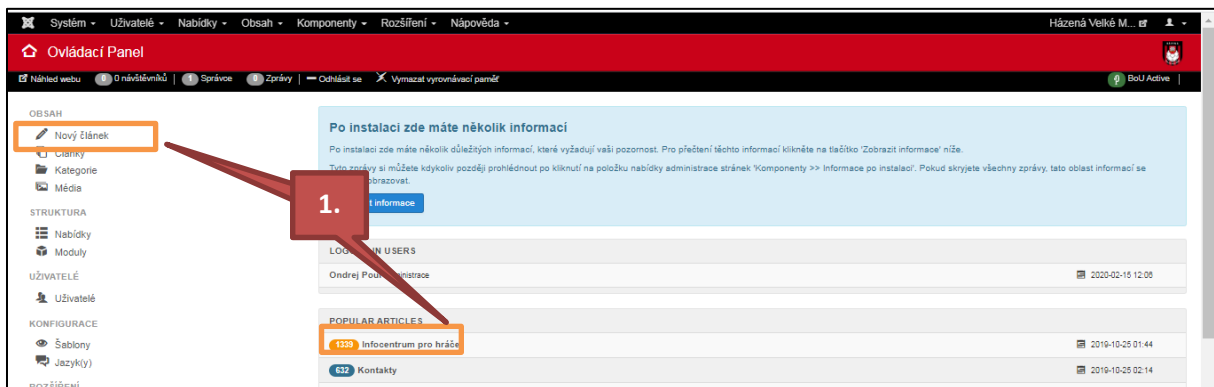 Systém Uživatelé Nabídky Obsah Komponenty Rozšíření Nápověda Házená Velké M...
Ovládací Panel
Náhled webu 0 0 návštěvníků | 1 Správce 0 Zprávy | Odhlásit se Vymazat vyrovnávací paměť BoU Active |
OBSAH
Nový článek
Články
Kategorie
Média
STRUKTURA
Nabídky
Moduly
UŽIVATELÉ
Uživatelé
KONFIGURACE
Šablony
Jazyk(y)
ROZŠÍŘENÍ
Po instalaci zde máte několik informací
Po instalaci zde máte několik důležitých informací, které vyžadují vaši pozornost. Pro přečtení těchto informací klikněte na tlačítko 'Zobrazit informace' níže.
Tyto zprávy si můžete kdykoliv později prohlédnout po kliknutí na položku nabídky administrace stránek 'Komponenty >> Informace po instalaci'. Pokud skryjete všechny zprávy, tato oblast informací se
obrazovat.
t informace
1.
IN USERS
Ondrej ministrace 2020-02-15 12:06
POPULAR ARTICLES
1339 Infocentrum pro hráče 2019-10-25 01:44
632 Kontakty 2019-10-25 02:14